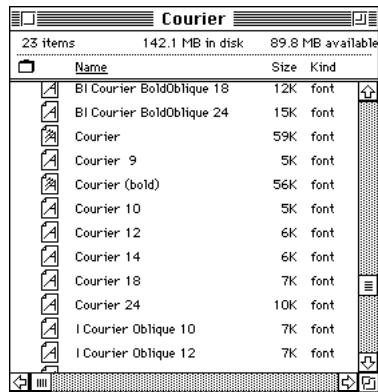 Courier
23 items 142.1 MB in disk 89.8 MB available
Name Size Kind
BI Courier BoldOblique 18 12K font
BI Courier BoldOblique 24 15K font
Courier 59K font
Courier 9 5K font
Courier (bold) 56K font
Courier 10 5K font
Courier 12 6K font
Courier 14 6K font
Courier 18 7K font
Courier 24 10K font
I Courier Oblique 10 7K font
I Courier Oblique 12 7K font